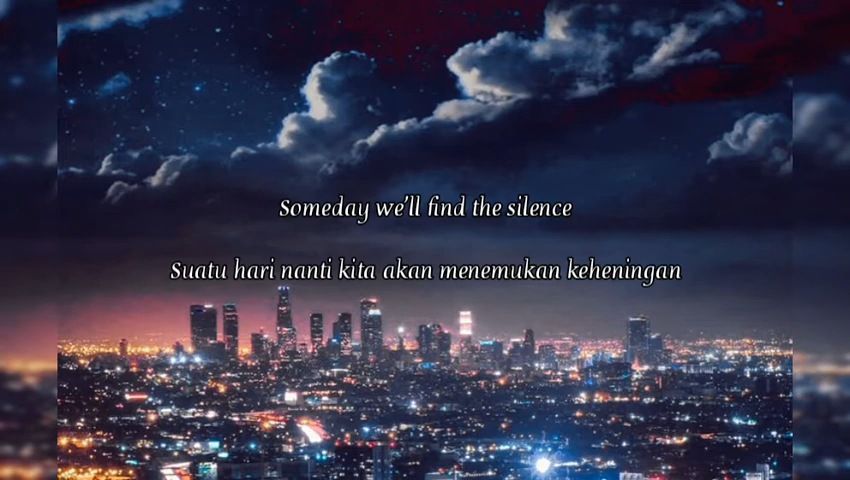 Someday we'll find the silence
Suatu hari nanti kita akan menemukan keheningan